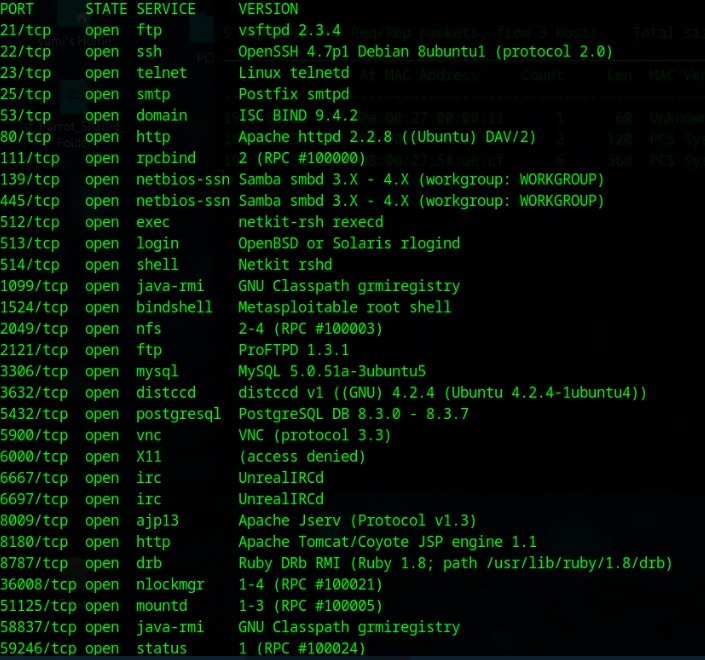 PORT STATE SERVICE VERSION
21/tcp open ftp vsftpd 2.3.4
22/tcp open ssh OpenSSH 4.7p1 Debian 8ubuntu1 (protocol 2.0)
23/tcp open telnet Linux telnetd
25/tcp open smtp Postfix smtpd
53/tcp open domain ISC BIND 9.4.2
80/tcp open http Apache httpd 2.2.8 ((Ubuntu) DAV/2)
111/tcp open rpcbind 2 (RPC #100000)
139/tcp open netbios-ssn Samba smbd 3.X - 4.X (workgroup: WORKGROUP)
445/tcp open netbios-ssn Samba smbd 3.X - 4.X (workgroup: WORKGROUP)
512/tcp open exec netkit-rsh rexecd
513/tcp open login OpenBSD or Solaris rlogind
514/tcp open shell Netkit rshd
1099/tcp open java-rmi GNU Classpath grmiregistry
1524/tcp open bindshell Metasploitable root shell
2049/tcp open nfs 2-4 (RPC #100003)
2121/tcp open ftp ProFTPD 1.3.1
3306/tcp open mysql MySQL 5.0.51a-3ubuntu5
3632/tcp open distccd distccd v1 ((GNU) 4.2.4 (Ubuntu 4.2.4-1ubuntu4))
5432/tcp open postgresql PostgreSQL DB 8.3.0 - 8.3.7
5900/tcp open vnc VNC (protocol 3.3)
6000/tcp open X11 (access denied)
6667/tcp open irc UnrealIRCd
6697/tcp open irc UnrealIRCd
8009/tcp open ajp13 Apache Jserv (Protocol v1.3)
8180/tcp open http Apache Tomcat/Coyote JSP engine 1.1
8787/tcp open drb Ruby DRb RMI (Ruby 1.8; path /usr/lib/ruby/1.8/drb)
36008/tcp open nlockmgr 1-4 (RPC #100021)
51125/tcp open mountd 1-3 (RPC #100005)
58837/tcp open java-rmi GNU Classpath grmiregistry
59246/tcp open status 1 (RPC #100024)